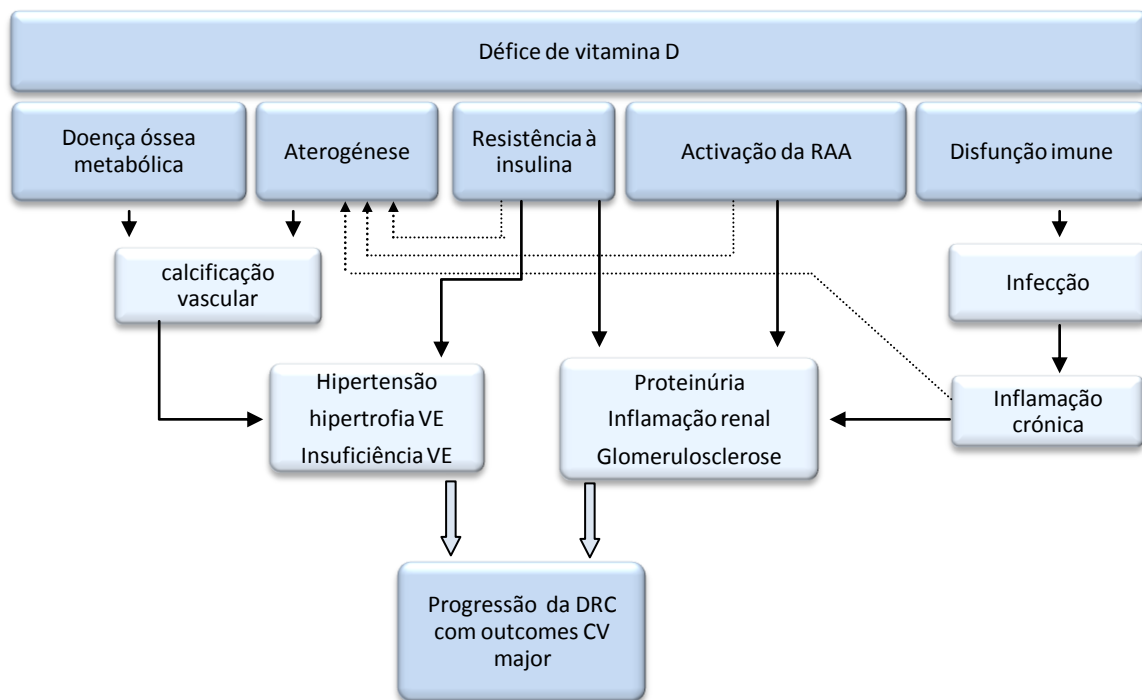 Défice de vitamina D
Doença óssea
metabólica
Aterogénese
Resistência à
insulina
Activação da RAA
Disfunção imune
calcificação
vascular
Infecção
Hipertensão
hipertrofia VE
Insuficiência VE
Proteinúria
Inflamação renal
Glomerulosclerose
Inflamação
crónica
Progressão da DRC
com outcomes CV
major